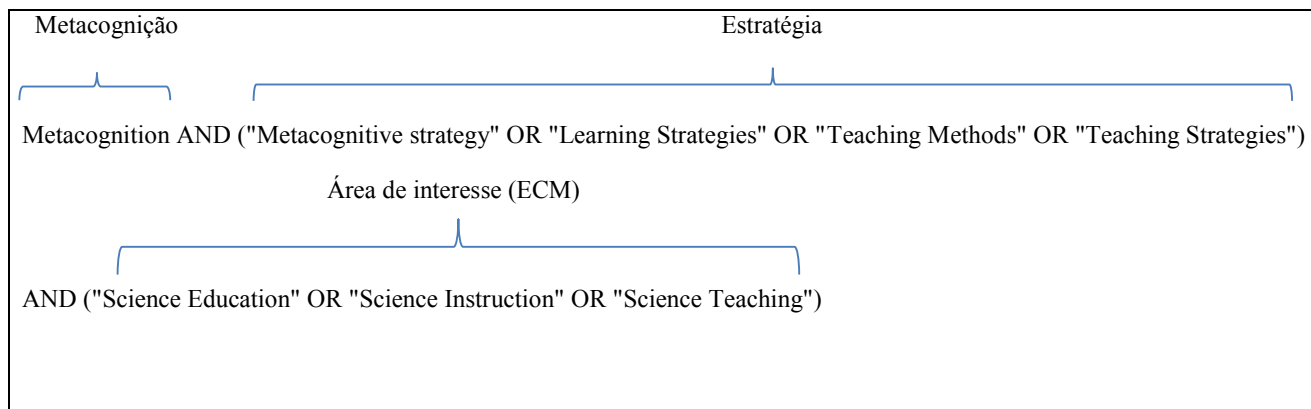 Metacognição Estratégia
Metacognition AND ("Metacognitive strategy" OR "Learning Strategies" OR "Teaching Methods" OR "Teaching Strategies")
Área de interesse (ECM)
AND ("Science Education" OR "Science Instruction" OR "Science Teaching")